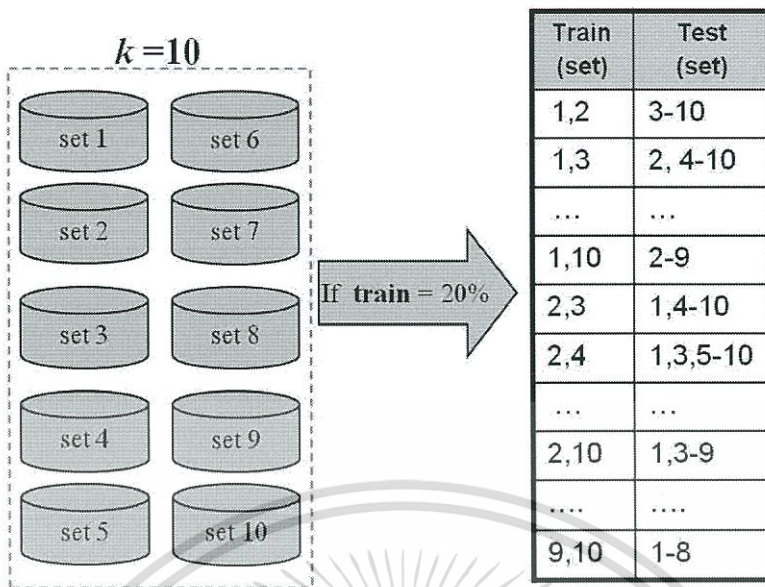 k =10
set 1
set 6
set 2
set 7
set 3
set 8
set 4
set 9
set 5
set 10
If train = 20%
Train (set) Test (set)
1,2 3-10
1,3 2, 4-10
... ...
1,10 2-9
2,3 1,4-10
2,4 1,3,5-10
... ...
2,10 1,3-9
.... ....
9,10 1-8